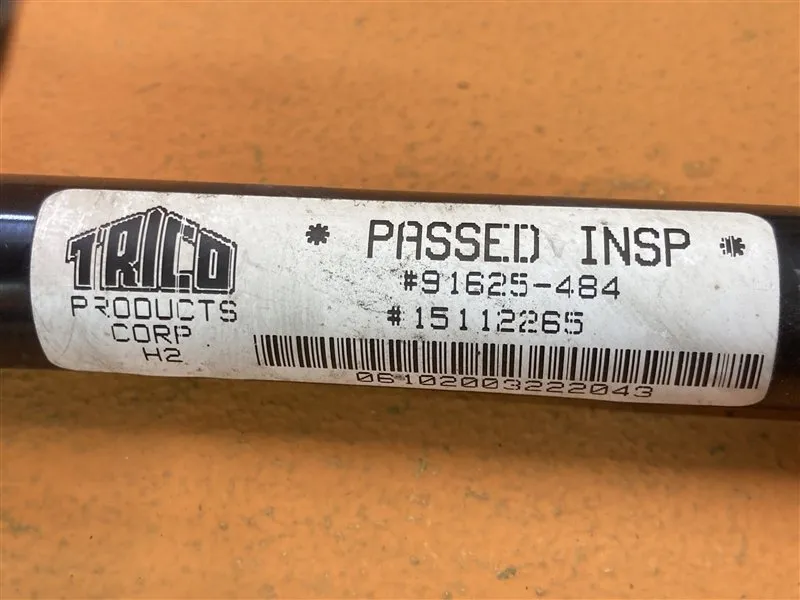 TRICO
PRODUCTS
CORP
H2
* PASSED INSP *
#91625-484
#15112265
06102003222043